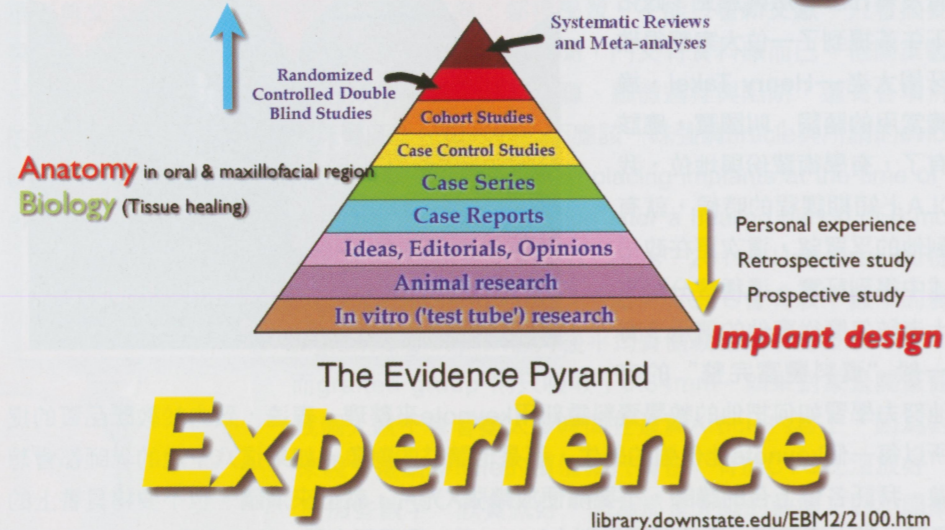 Systematic Reviews
and Meta-analyses
Randomized
Controlled Double
Blind Studies
Cohort Studies
Case Control Studies
Anatomy in oral & maxillofacial region
Biology (Tissue healing)
Case Series
Case Reports
Ideas, Editorials, Opinions
Animal research
In vitro ('test tube') research
Personal experience
Retrospective study
Prospective study
Implant design
The Evidence Pyramid
Experience
library.downstate.edu/EBM2/2100.htm